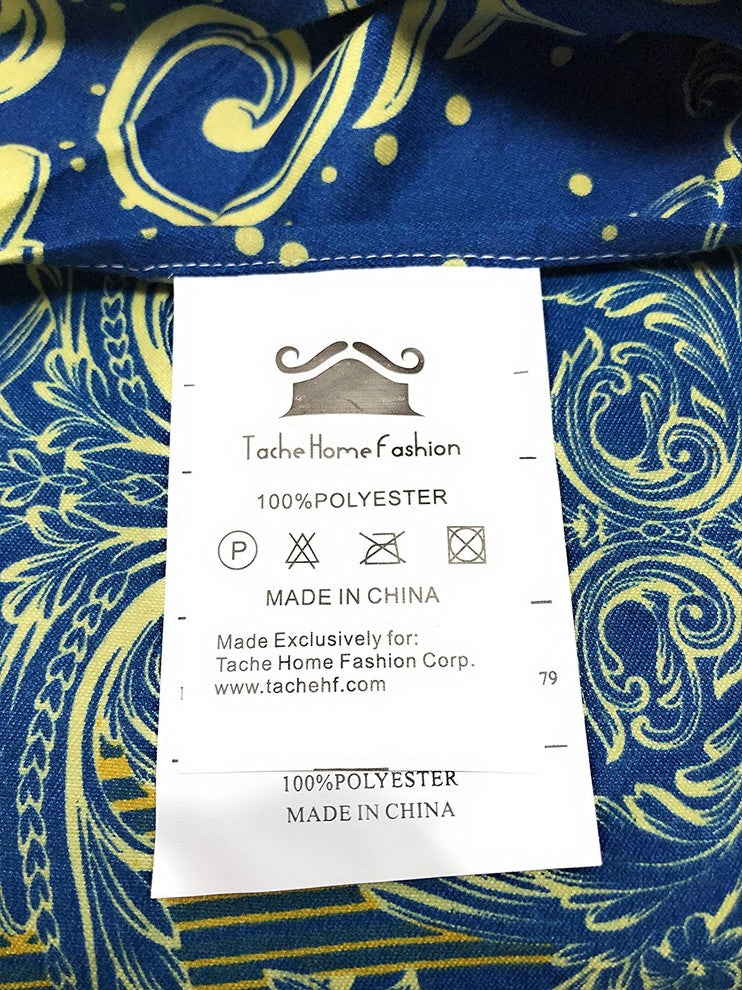 Tache Home Fashion
100%POLYESTER
P
MADE IN CHINA
Made Exclusively for:
Tache Home Fashion Corp.
www.tachehf.com
79
100%POLYESTER
MADE IN CHINA